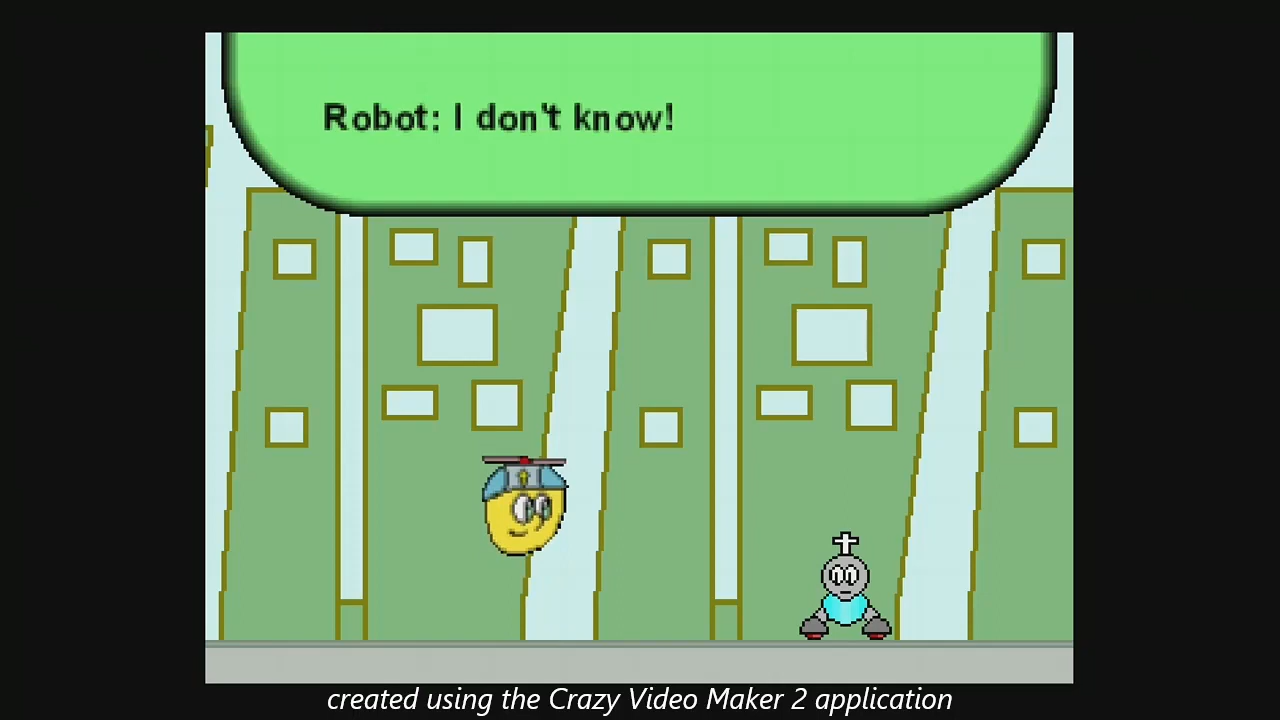 Robot: I don't know!
created using the Crazy Video Maker 2 application